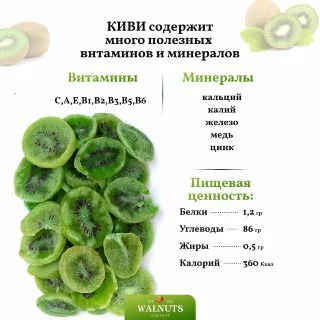 КИВИ содержит
много полезных
витаминов и минералов
Витамины
C,A,E,B1,B2,B3,B5,B6
Минералы
кальций
калий
железо
медь
цинк
Пищевая
ценность:
Белки 1,2 гр
Углеводы 86 гр
Жиры 0,5 гр
Калорий 360 Ккал
WALNUTS
COMPANY